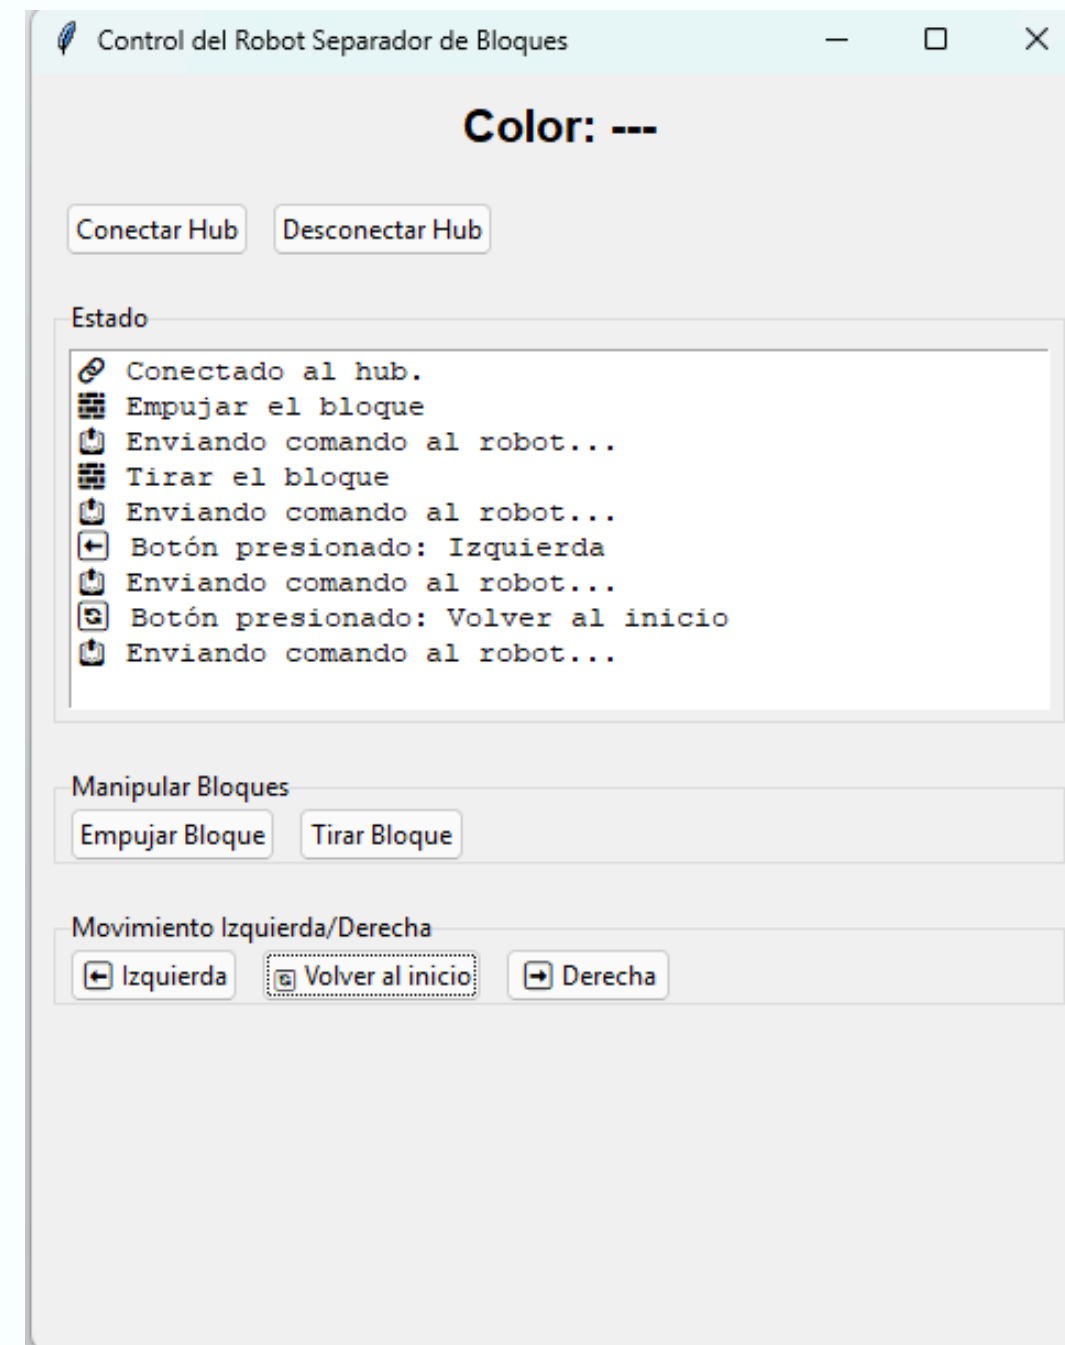 Control del Robot Separador de Bloques
Color: ---
Conectar Hub Desconectar Hub
Estado
🔗 Conectado al hub.
🧱 Empujar el bloque
📤 Enviando comando al robot...
🧱 Tirar el bloque
📤 Enviando comando al robot...
⬅️ Botón presionado: Izquierda
📤 Enviando comando al robot...
🔄 Botón presionado: Volver al inicio
📤 Enviando comando al robot...
Manipular Bloques
Empujar Bloque Tirar Bloque
Movimiento Izquierda/Derecha
⬅️ Izquierda 🔄 Volver al inicio ➡️ Derecha